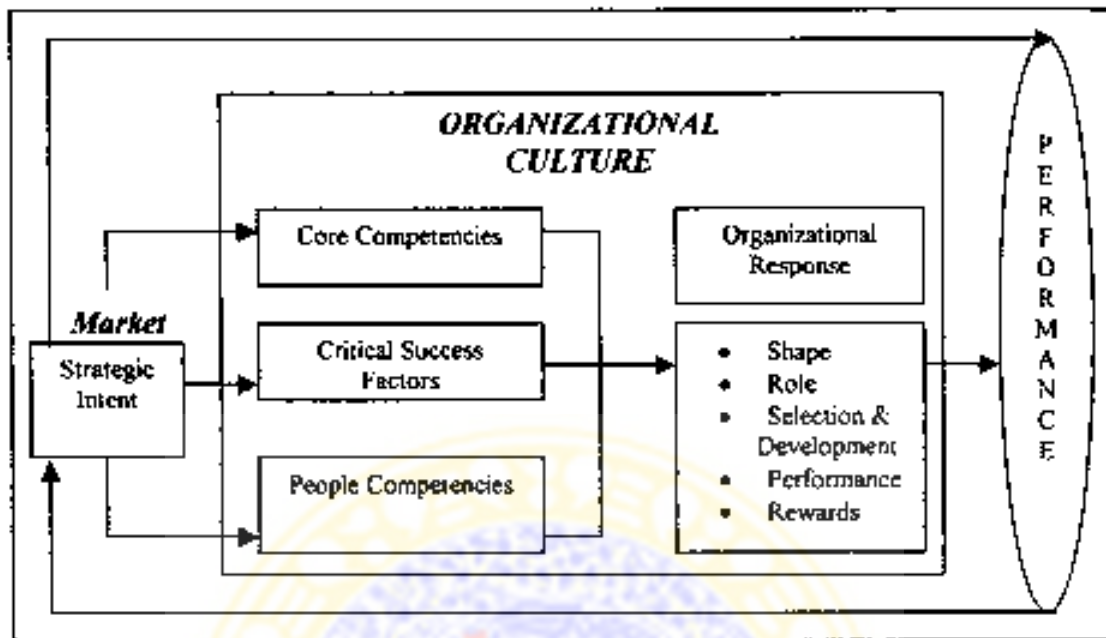 ORGANIZATIONAL
CULTURE
Core Competencies
Organizational
Response
Market
Strategic
Intent
Critical Success
Factors
People Competencies
• Shape
• Role
• Selection &
Development
• Performance
• Rewards
PERFORMANCE